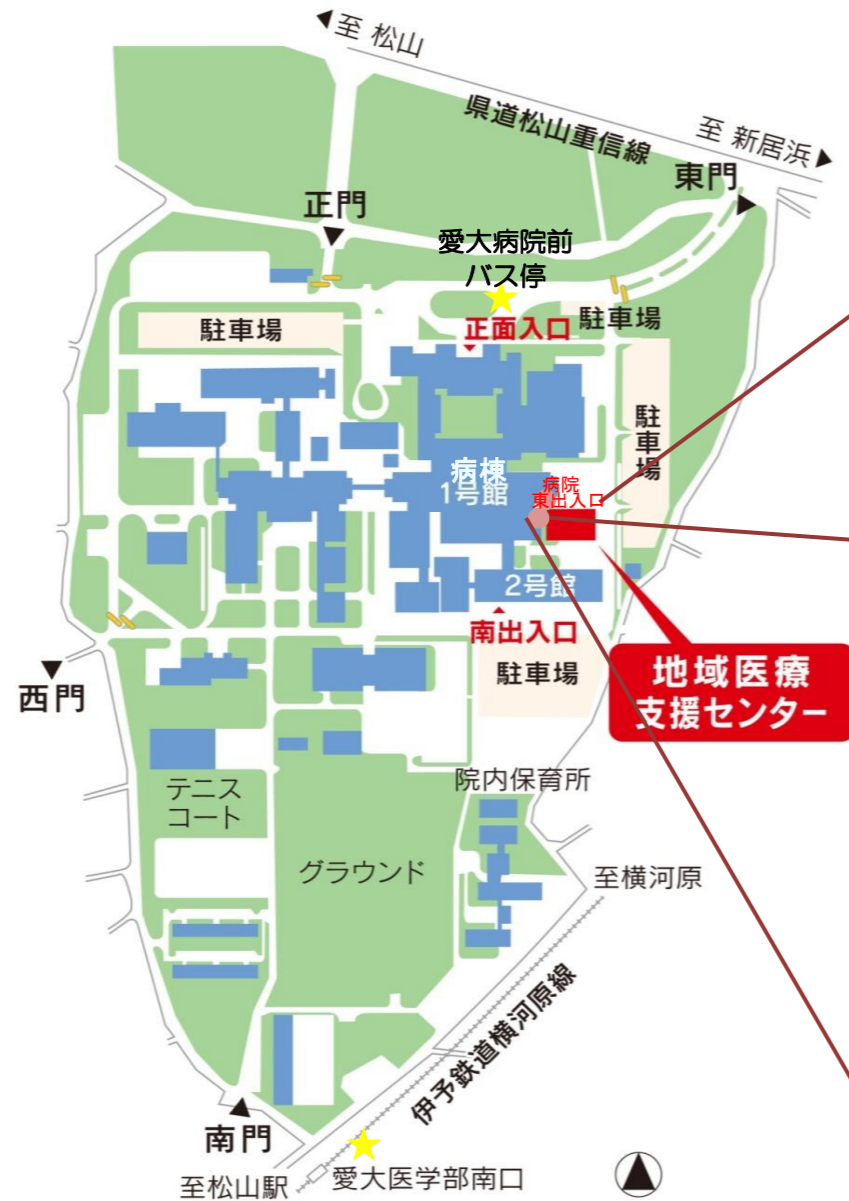 ◀至 松山
県道松山重信線
至 新居浜▶
東門
正門
愛大病院前
バス停
駐車場
正面入口
駐車場
駐車場
病棟
1号館
病院
東出入口
2号館
南出入口
駐車場
地域医療
支援センター
西門
テニス
コート
院内保育所
グラウンド
至横河原
伊予鉄道横河原線
南門
至松山駅
愛大医学部南口